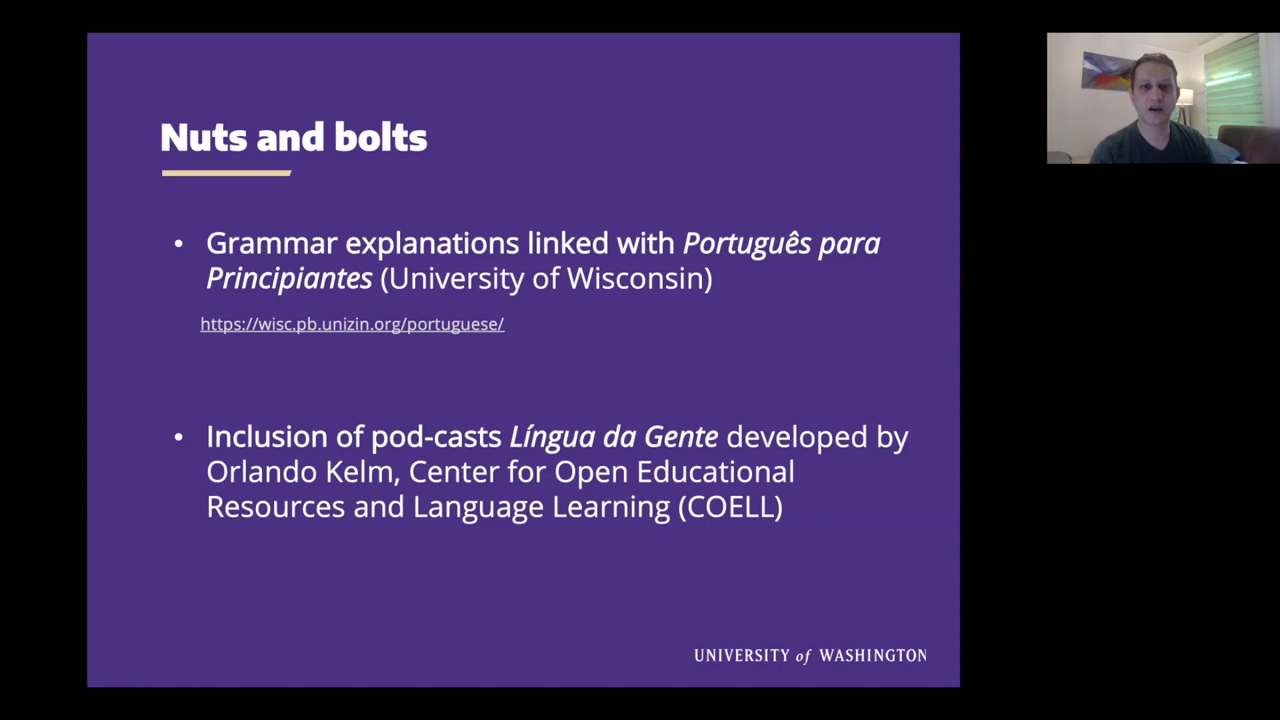 Nuts and bolts
• Grammar explanations linked with Português para
Principiantes (University of Wisconsin)
https://wisc.pb.unizin.org/portuguese/
• Inclusion of pod-casts Língua da Gente developed by
Orlando Kelm, Center for Open Educational
Resources and Language Learning (COELL)
UNIVERSITY of WASHINGTON